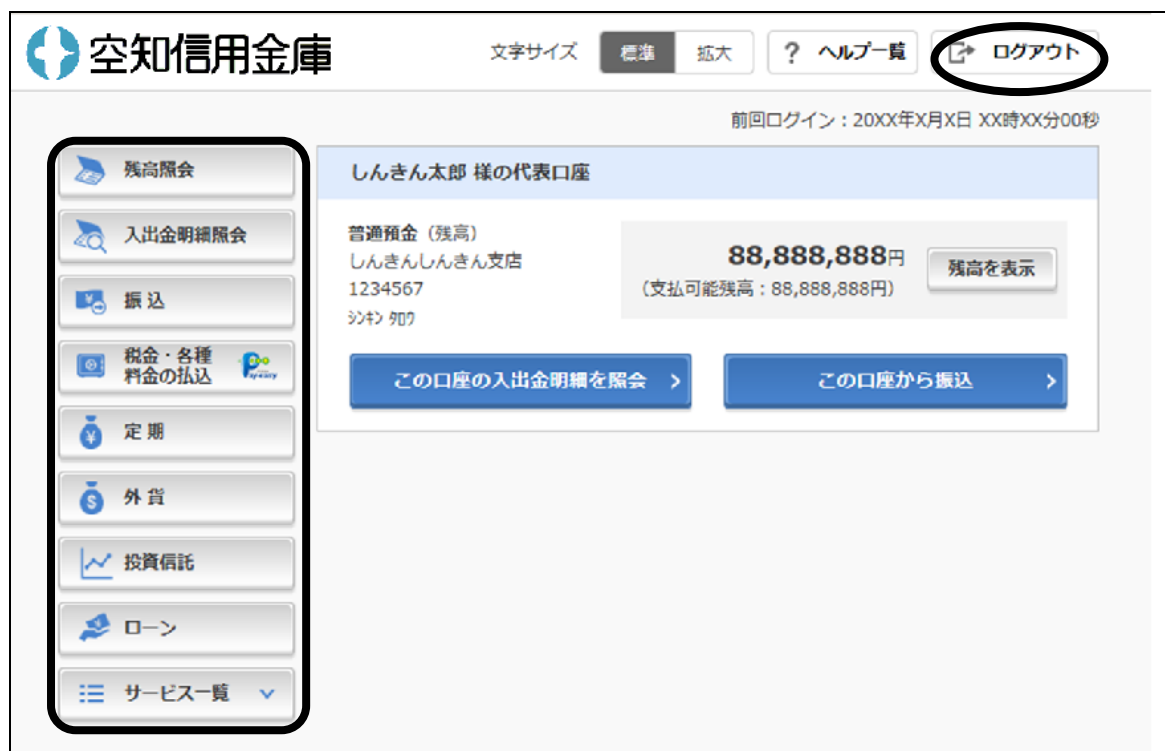 空知信用金庫
文字サイズ 標準 拡大 ? ヘルプ一覧 ログアウト
前回ログイン：20XX年X月X日 XX時XX分00秒
残高照会
入出金明細照会
振込
税金・各種
料金の払込
Pay-easy
定期
外貨
投資信託
ローン
サービス一覧
しんきん太郎 様の代表口座
普通預金（残高）
しんきんしんきん支店
1234567
ｼﾝｷﾝ ﾀﾛｳ
88,888,888円
（支払可能残高：88,888,888円）
残高を表示
この口座の入出金明細を照会
この口座から振込